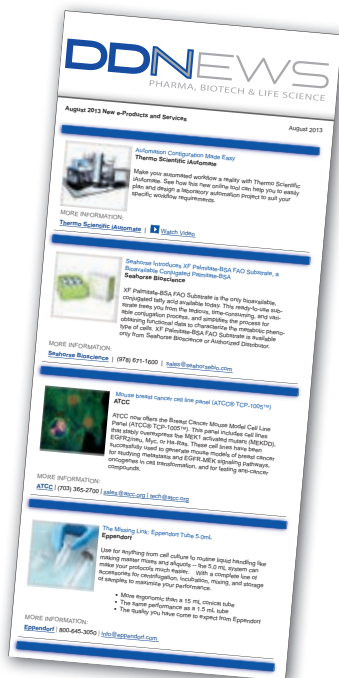 DDNEWS
PHARMA, BIOTECH & LIFE SCIENCE
August 2013 New e-Products and Services
August 2013
Automation Configuration Made Easy
Thermo Scientific iAutomate
Make your automated workflow a reality with Thermo Scientific
iAutomate. See how this new online tool can help you to easily
plan and design a laboratory automation project to suit your
specific workflow requirements.
MORE INFORMATION:
Thermo Scientific iAutomate | Watch Video
Seahorse Introduces XF Palmitate-BSA FAO Substrate, a
Bioavailable Conjugated Palmitate-BSA
Seahorse Bioscience
XF Palmitate-BSA FAO Substrate is the only bioavailable,
conjugated fatty acid available today. This ready-to-use sub-
strate frees you from the tedious, time-consuming, and vari-
able conjugation process, and simplifies the process for
obtaining functional data to characterize the metabolic pheno-
type of cells. XF Palmitate-BSA FAO Substrate is available
only from Seahorse Bioscience or Authorized Distributor.
MORE INFORMATION:
Seahorse Bioscience | (978) 671-1600 | sales@seahorsebio.com
Mouse breast cancer cell line panel (ATCC® TCP-1005™)
ATCC
ATCC now offers the Breast Cancer Mouse Model Cell Line
Panel (ATCC® TCP-1005™). This panel includes cell lines
that stably overexpress the MEK1 activated mutant (MEKDD),
EGFR2/neu, Myc, or Ha-Ras. These cell lines have been
successfully used to generate mouse models of breast cancer
for studying metastasis and EGFR-MEK signaling pathways,
oncogenes in cell transformation, and for testing anti-cancer
compounds.
MORE INFORMATION:
ATCC | (703) 365-2700 | sales@atcc.org | tech@atcc.org
The Missing Link: Eppendorf Tube 5.0mL
Eppendorf
Use for anything from cell culture to routine liquid handling like
making master mixes and aliquots – the 5.0 mL system can
make your protocols much easier. With a complete line of
accessories for centrifugation, incubation, mixing, and storage
of samples to maximize your performance.
• More ergonomic than a 15 mL conical tube
• The same performance as a 1.5 mL tube
• The quality you have come to expect from Eppendorf
MORE INFORMATION:
Eppendorf | 800-645-3050 | info@eppendorf.com